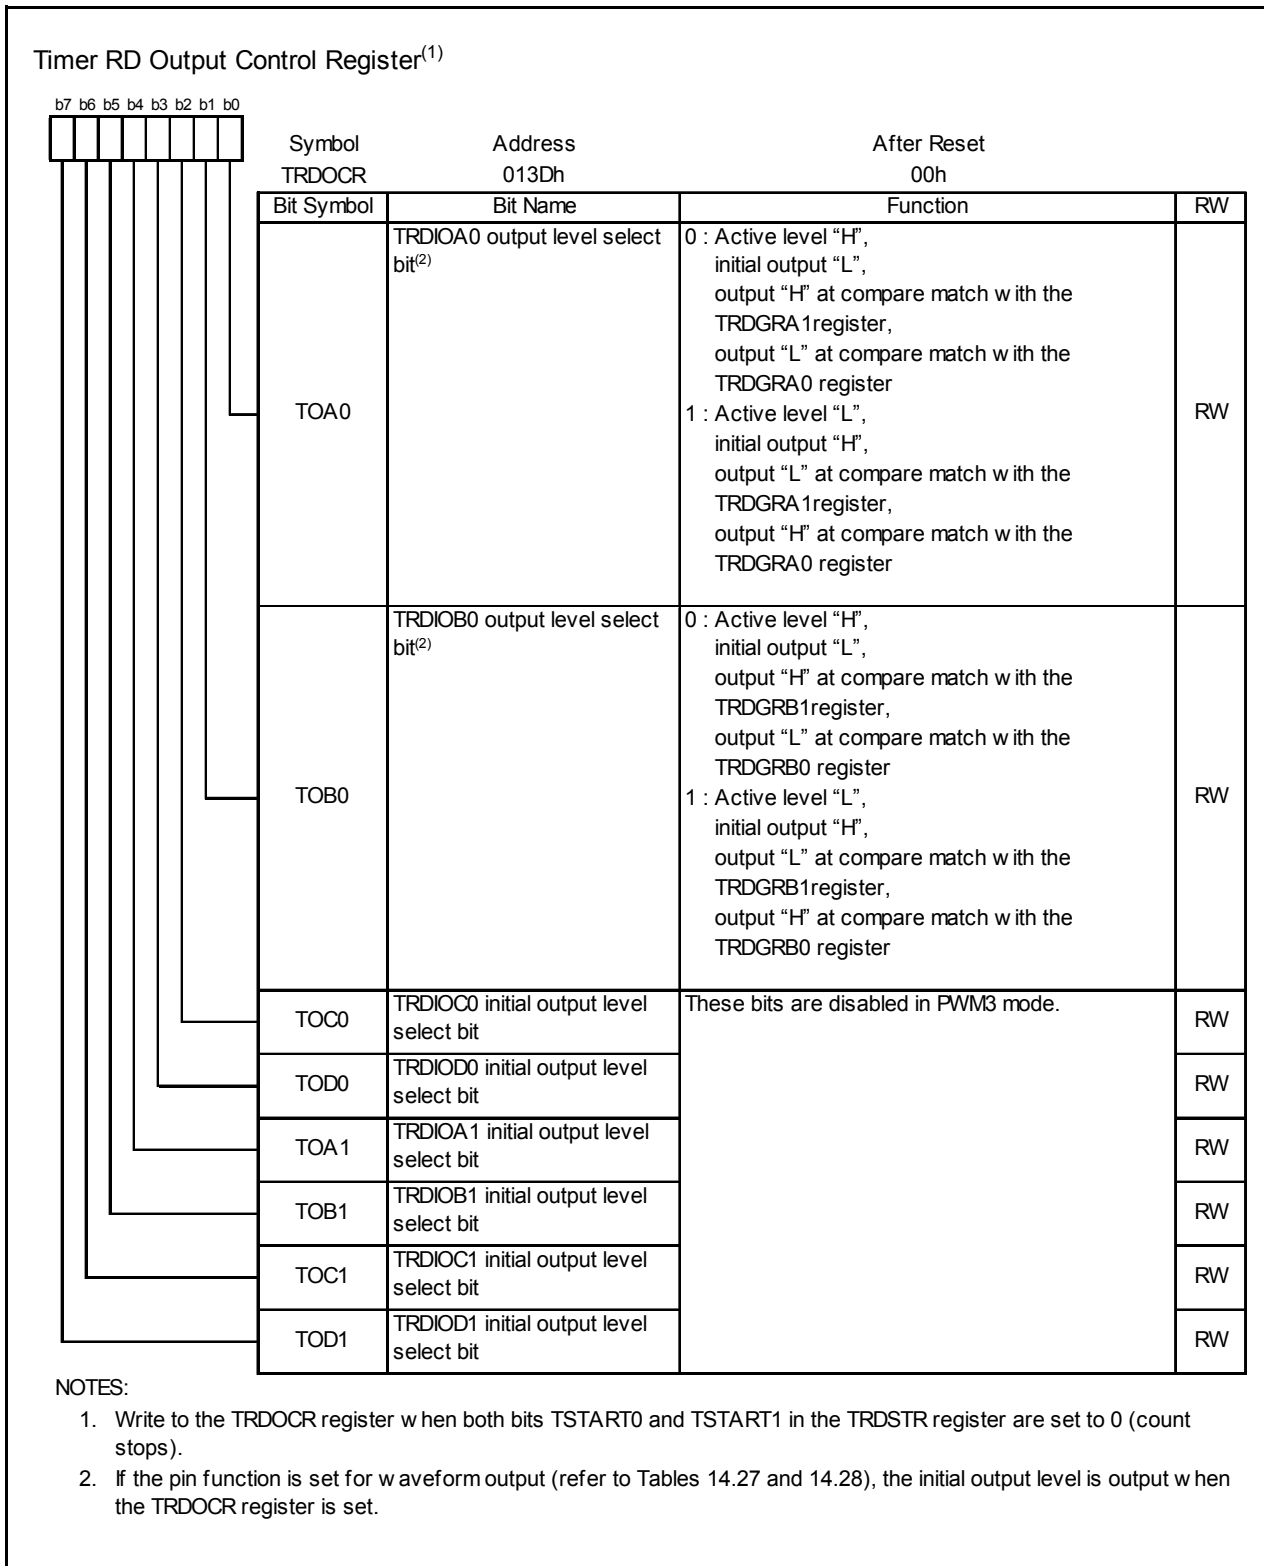 Timer RD Output Control Register(1)
b7 b6 b5 b4 b3 b2 b1 b0
Symbol Address After Reset
TRDOCR 013Dh 00h
Bit Symbol Bit Name Function RW
TOA0
TRDIOA0 output level select
bit(2)
0 : Active level “H”,
initial output “L”,
output “H” at compare match with the
TRDGRA1register,
output “L” at compare match with the
TRDGRA0 register
1 : Active level “L”,
initial output “H”,
output “L” at compare match with the
TRDGRA1register,
output “H” at compare match with the
TRDGRA0 register
RW
TOB0
TRDIOB0 output level select
bit(2)
0 : Active level “H”,
initial output “L”,
output “H” at compare match with the
TRDGRB1register,
output “L” at compare match with the
TRDGRB0 register
1 : Active level “L”,
initial output “H”,
output “L” at compare match with the
TRDGRB1register,
output “H” at compare match with the
TRDGRB0 register
RW
TOC0
TRDIOC0 initial output level
select bit
These bits are disabled in PWM3 mode.
RW
TOD0
TRDIOD0 initial output level
select bit
RW
TOA1
TRDIOA1 initial output level
select bit
RW
TOB1
TRDIOB1 initial output level
select bit
RW
TOC1
TRDIOC1 initial output level
select bit
RW
TOD1
TRDIOD1 initial output level
select bit
RW
NOTES:
1. Write to the TRDOCR register when both bits TSTART0 and TSTART1 in the TRDSTR register are set to 0 (count
stops).
2. If the pin function is set for waveform output (refer to Tables 14.27 and 14.28), the initial output level is output when
the TRDOCR register is set.